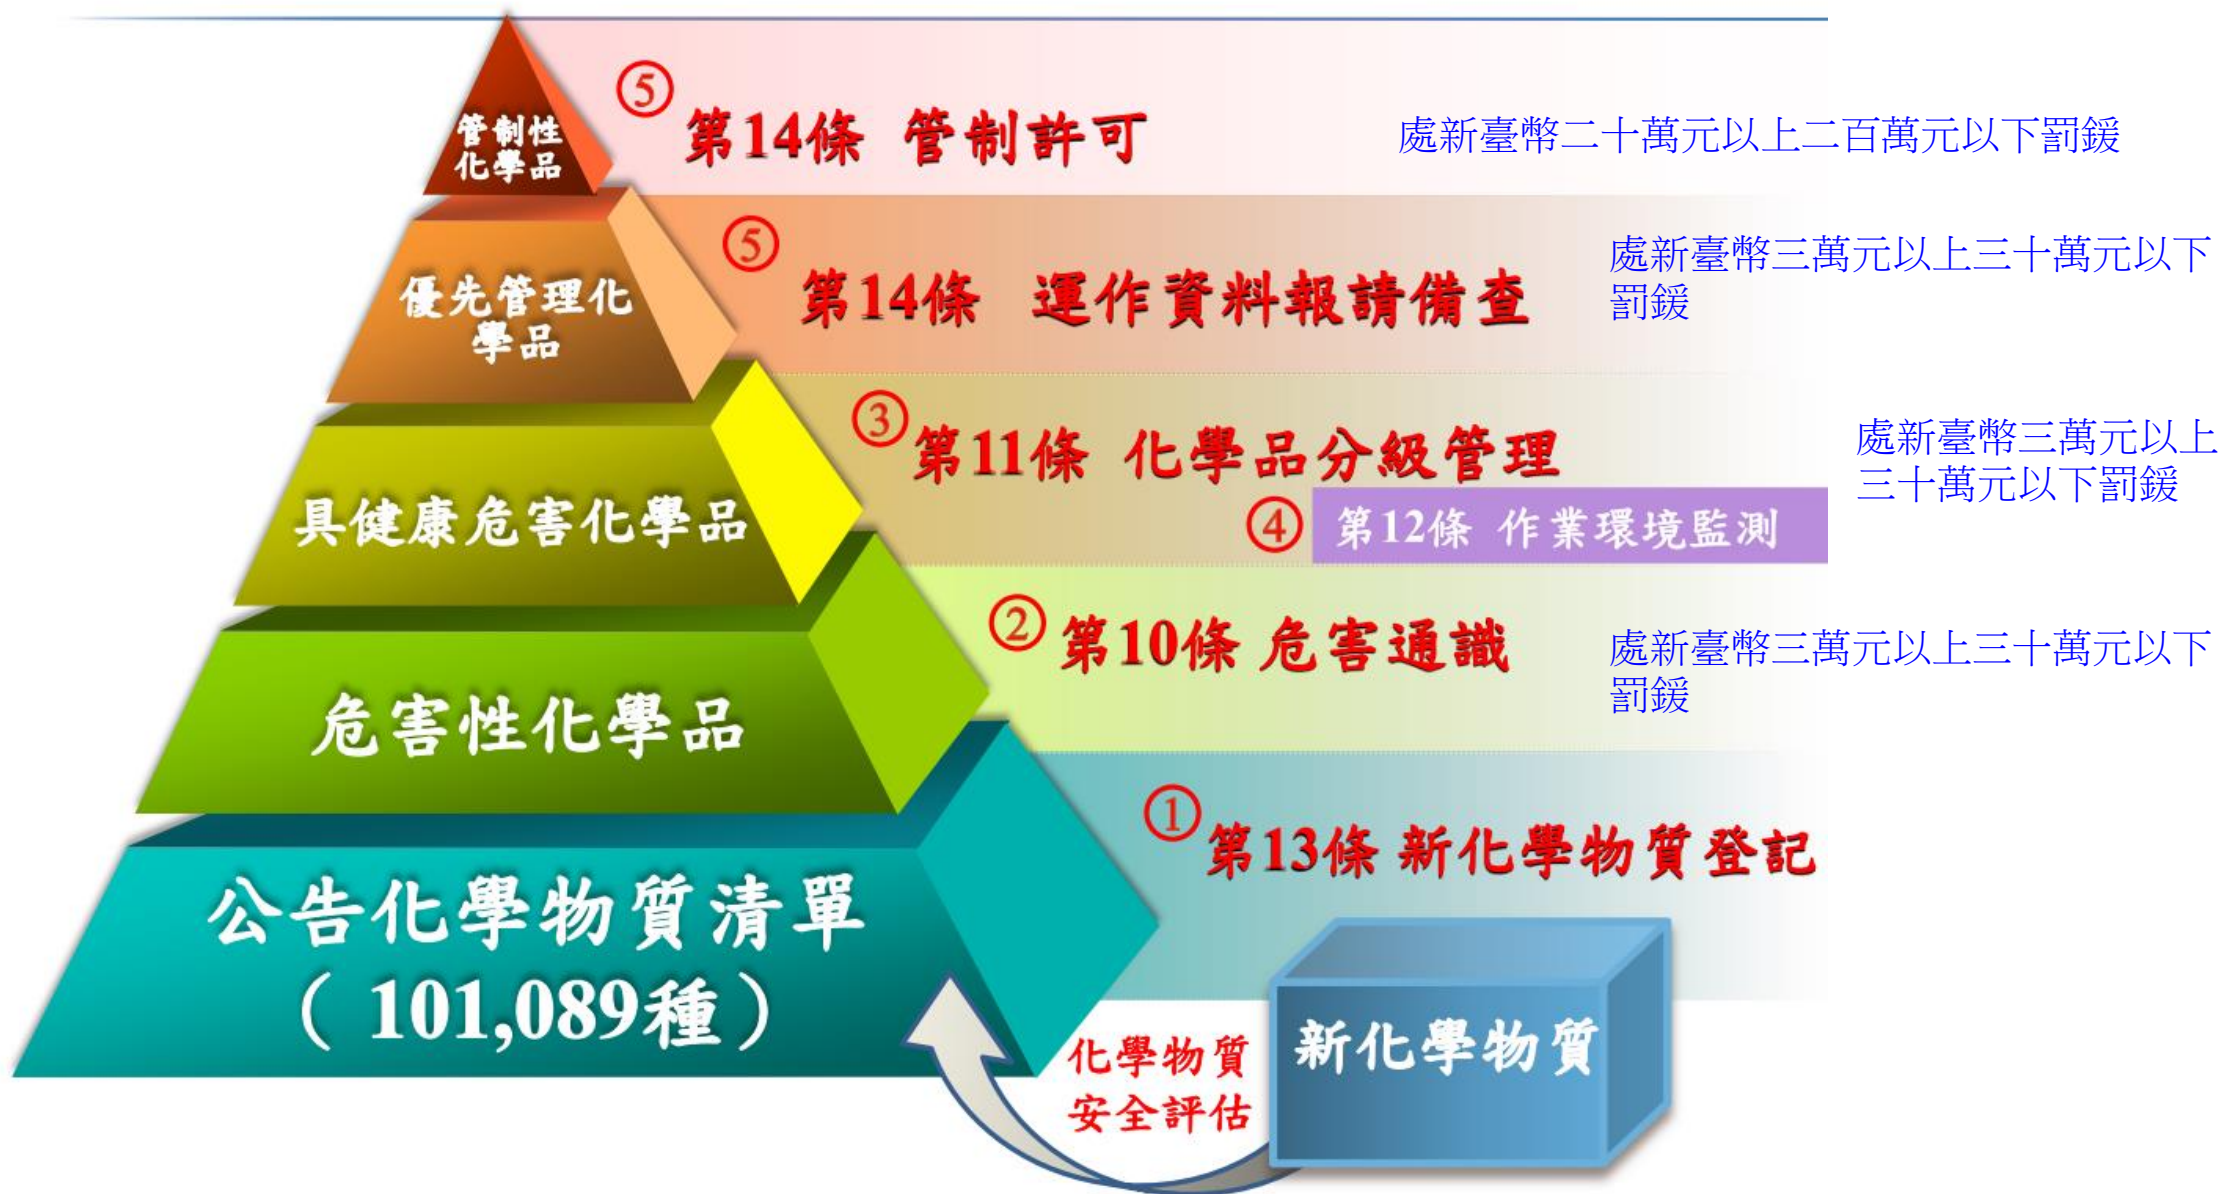 管制性
化學品
⑤
第14條 管制許可
處新臺幣二十萬元以上二百萬元以下罰鍰
優先管理化
學品
⑤
第14條 運作資料報請備查
處新臺幣三萬元以上三十萬元以下
罰鍰
具健康危害化學品
③
第11條 化學品分級管理
④
第12條 作業環境監測
處新臺幣三萬元以上
三十萬元以下罰鍰
危害性化學品
②
第10條 危害通識
處新臺幣三萬元以上三十萬元以下
罰鍰
公告化學物質清單
( 101,089種 )
①
第13條 新化學物質登記
化學物質
安全評估
新化學物質